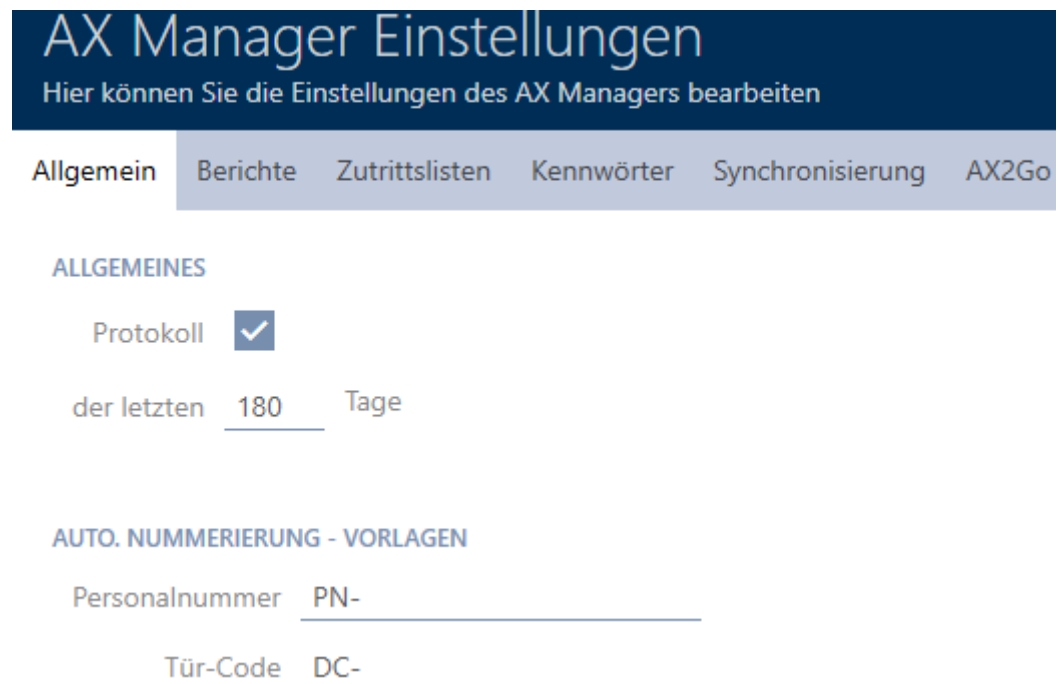 AX Manager Einstellungen
Hier können Sie die Einstellungen des AX Managers bearbeiten
Allgemein Berichte Zutrittslisten Kennwörter Synchronisierung AX2Go
ALLGEMEINES
Protokoll
der letzten 180 Tage
AUTO. NUMMERIERUNG - VORLAGEN
Personalnummer PN-
Tür-Code DC-